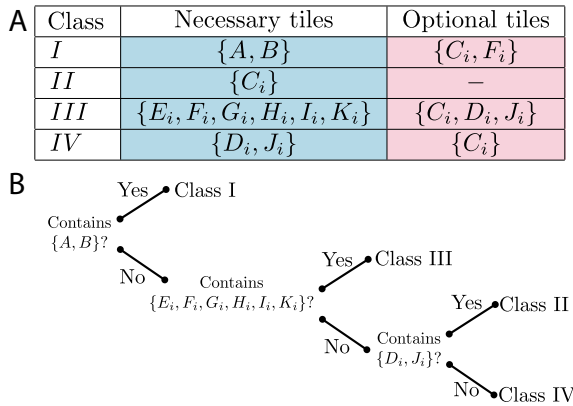 A
Class Necessary tiles Optional tiles
I {A, B} {C_i, F_i}
II {C_i} −
III {E_i, F_i, G_i, H_i, I_i, K_i} {C_i, D_i, J_i}
IV {D_i, J_i} {C_i}
B
Yes Class I
Contains
{A, B}?
No
Contains
{E_i, F_i, G_i, H_i, I_i, K_i}?
Yes Class III
No
Contains
{D_i, J_i}?
Yes Class II
No Class IV